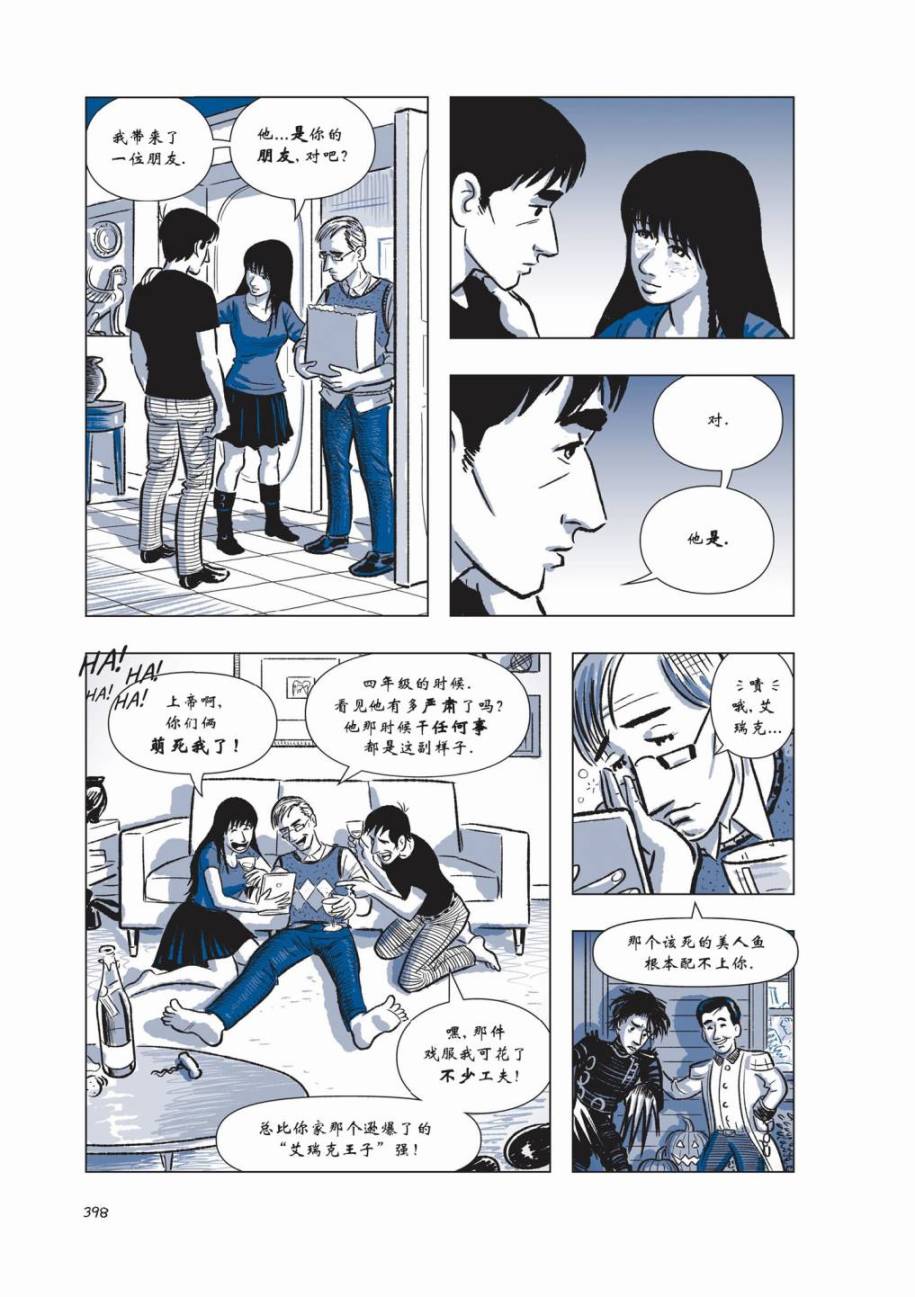 我带来了
一位朋友.
他…是你的
朋友, 对吧?
对.
他是.
HA!
HA!
HA!
HA!
上帝啊,
你们俩
萌死我了!
四年级的时候.
看见他有多严肃了吗?
他那时候干任何事
都是这副样子.
嘿, 那件
戏服我可花了
不少工夫!
总比你家那个逊爆了的
“艾瑞克王子”强!
啧
哦, 艾
瑞克…
那个该死的美人鱼
根本配不上你.
398